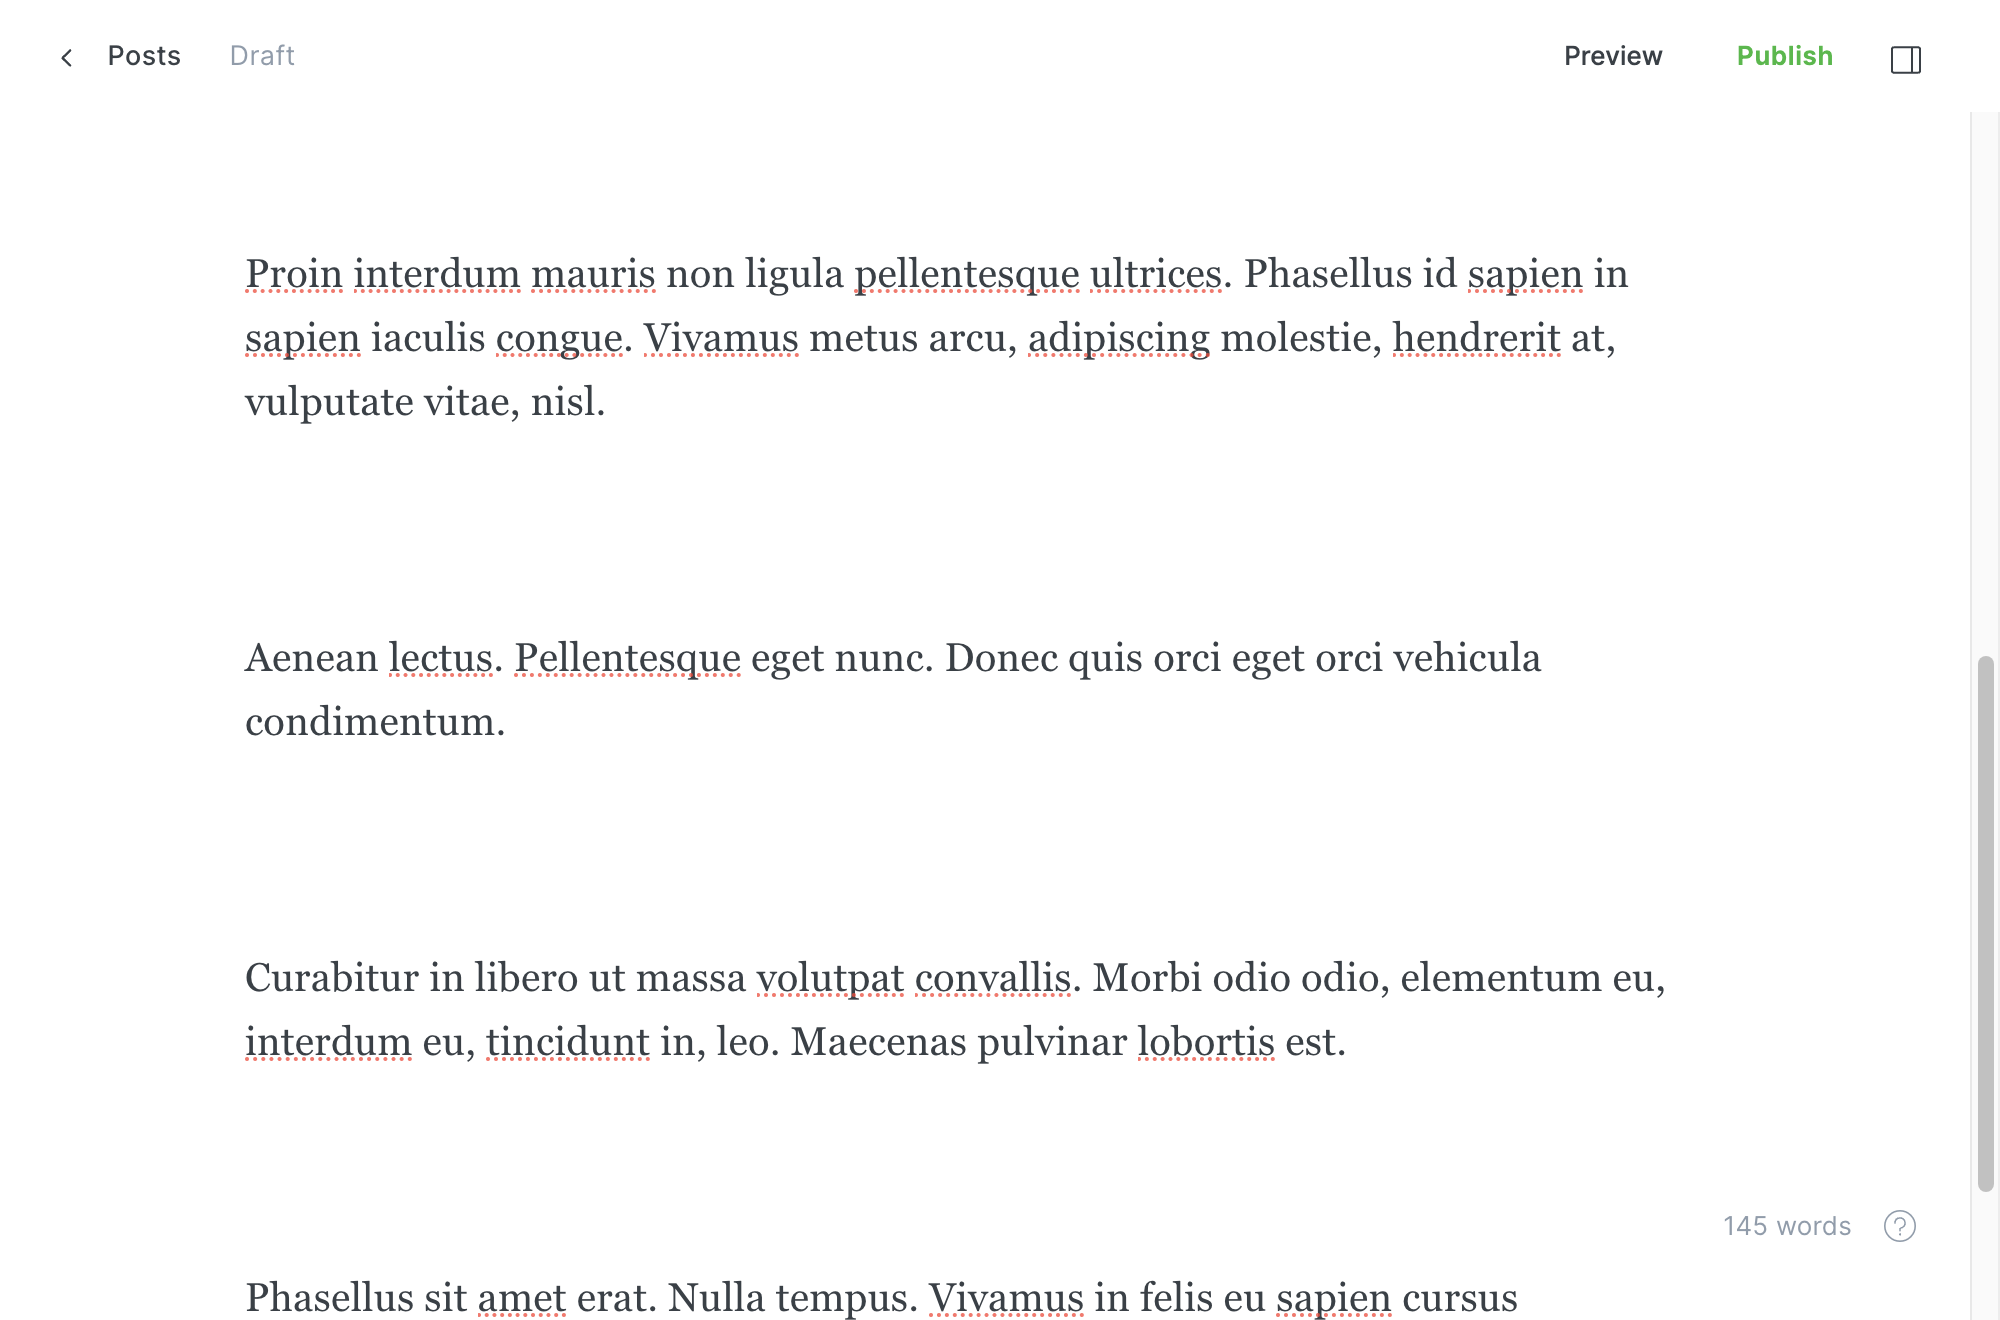 Posts Draft Preview Publish
Proin interdum mauris non ligula pellentesque ultrices. Phasellus id sapien in
sapien iaculis congue. Vivamus metus arcu, adipiscing molestie, hendrerit at,
vulputate vitae, nisl.
Aenean lectus. Pellentesque eget nunc. Donec quis orci eget orci vehicula
condimentum.
Curabitur in libero ut massa volutpat convallis. Morbi odio odio, elementum eu,
interdum eu, tincidunt in, leo. Maecenas pulvinar lobortis est.
145 words ?
Phasellus sit amet erat. Nulla tempus. Vivamus in felis eu sapien cursus